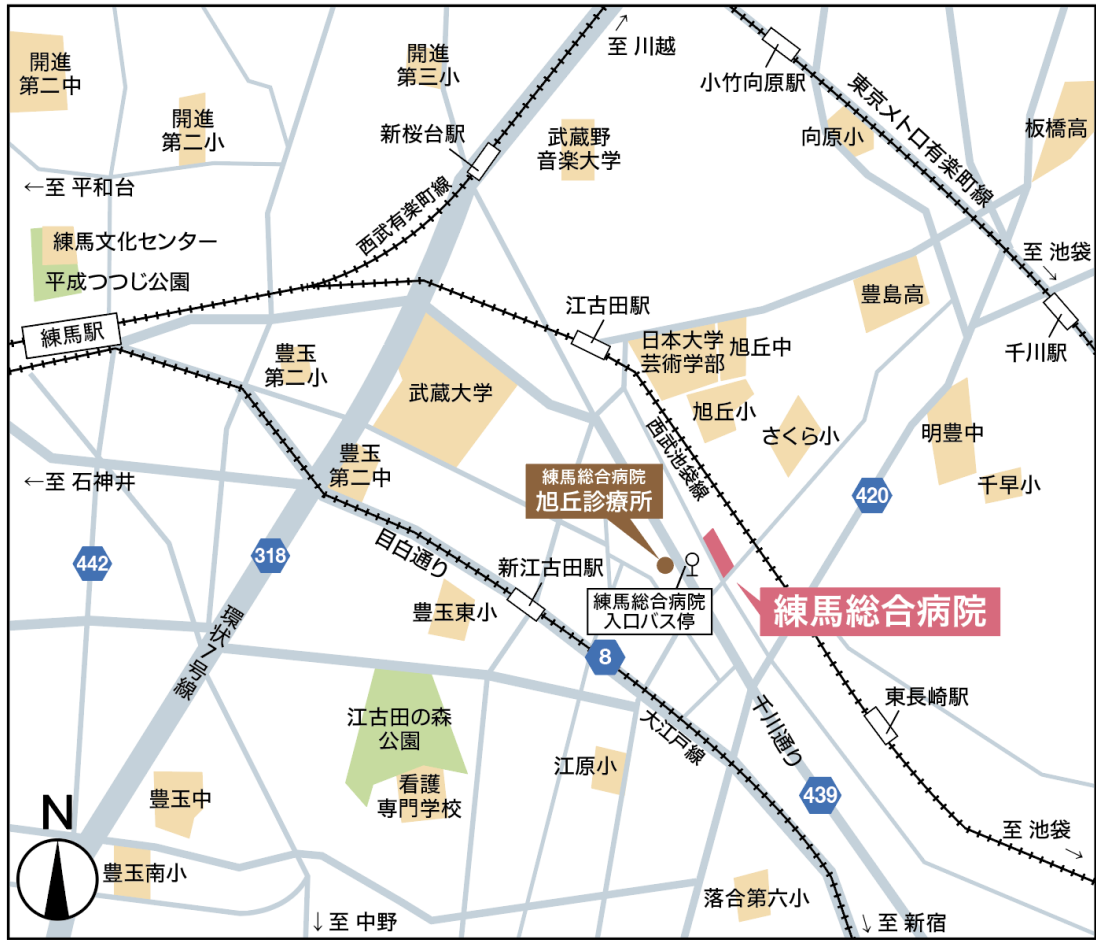 至 川越
開進
第二中
開進
第三小
小竹向原駅
東京メトロ有楽町線
開進
第二小
新桜台駅
武蔵野
音楽大学
向原小
板橋高
←至 平和台
西武有楽町線
練馬文化センター
平成つつじ公園
至 池袋
→
豊島高
江古田駅
練馬駅
日本大学
芸術学部
旭丘中
千川駅
豊玉
第二小
武蔵大学
旭丘小
さくら小
明豊中
西武池袋線
豊玉
第二中
←至 石神井
練馬総合病院
旭丘診療所
420
千早小
442
318
目白通り
新江古田駅
練馬総合病院
入口バス停
練馬総合病院
豊玉東小
環状7号線
8
東長崎駅
江古田の森
公園
大江戸線
千川通り
江原小
看護
専門学校
439
豊玉中
N
至 池袋
→
豊玉南小
落合第六小
↓至 中野
↓至 新宿